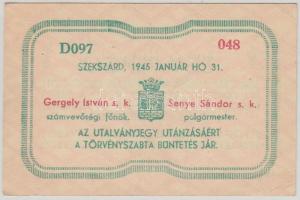 D097 048
SZEKSZÁRD, 1945 JANUÁR HÓ 31.
Gergely István s. k. Senye Sándor s. k.
számvevőségi főnök. polgármester.
AZ UTALVÁNYJEGY UTÁNZÁSÁÉRT
A TÖRVÉNYSZABTA BÜNTETÉS JÁR.